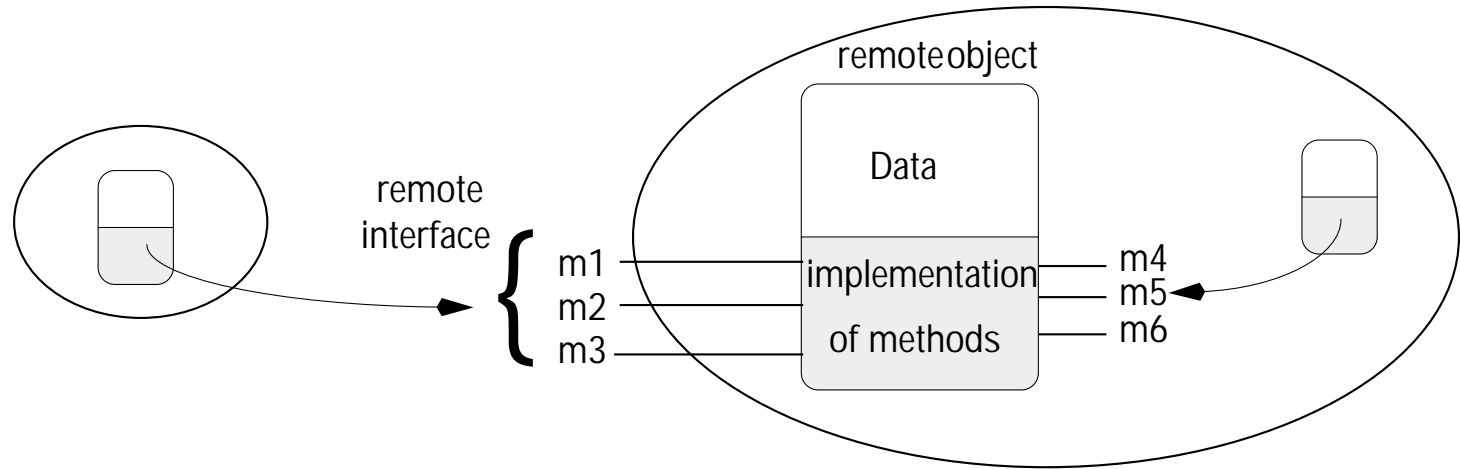 remoteobject
Data
remote
interface
{
m1
m2
m3
implementation
of methods
m4
m5
m6